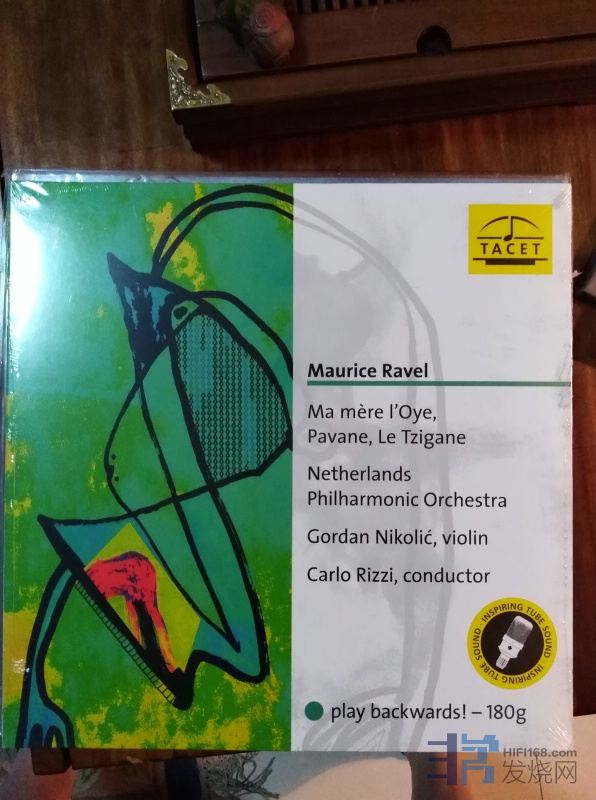 TACET
Maurice Ravel
Ma mère l'Oye,
Pavane, Le Tzigane
Netherlands
Philharmonic Orchestra
Gordan Nikolić, violin
Carlo Rizzi, conductor
INSPIRING TUBE SOUND · INSPIRING TUBE SOUND
play backwards! – 180g
HIFI168.com
发烧网